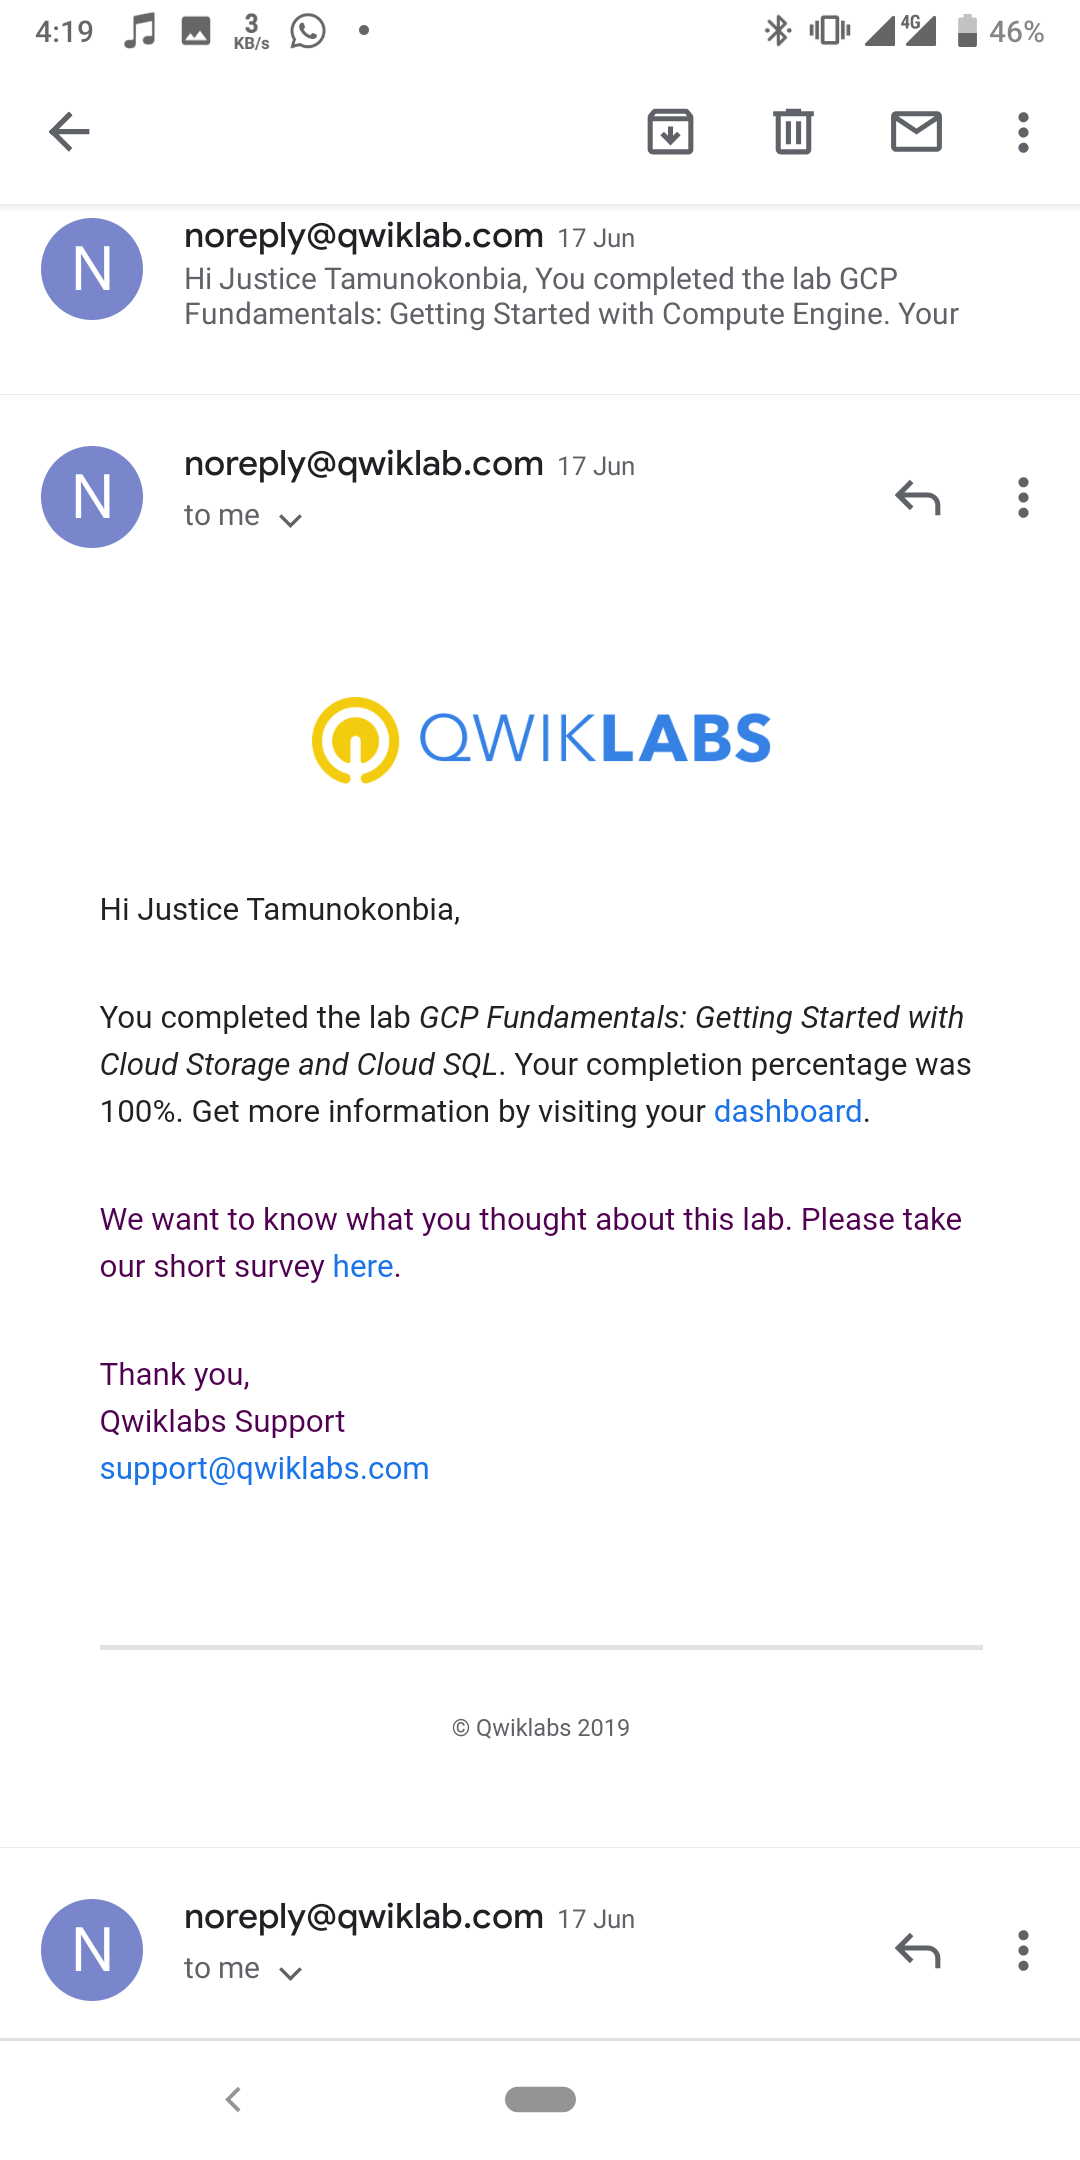 4:19 3 KB/s 4G 46%
noreply@qwiklab.com 17 Jun
N
Hi Justice Tamunokonbia, You completed the lab GCP
Fundamentals: Getting Started with Compute Engine. Your
noreply@qwiklab.com 17 Jun
N
to me
QWIKLABS
Hi Justice Tamunokonbia,
You completed the lab GCP Fundamentals: Getting Started with
Cloud Storage and Cloud SQL. Your completion percentage was
100%. Get more information by visiting your dashboard.
We want to know what you thought about this lab. Please take
our short survey here.
Thank you,
Qwiklabs Support
support@qwiklabs.com
© Qwiklabs 2019
noreply@qwiklab.com 17 Jun
N
to me